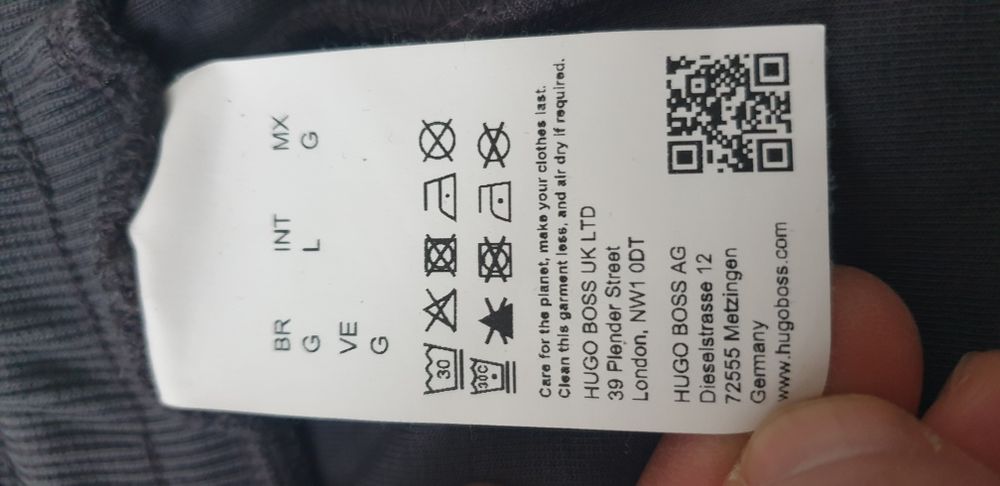 BR INT MX
G L G
VE
G
30
30C
Care for the planet, make your clothes last.
Clean this garment less, and air dry if required.
HUGO BOSS UK LTD
39 Plender Street
London, NW1 0DT
HUGO BOSS AG
Dieselstrasse 12
72555 Metzingen
Germany
www.hugoboss.com